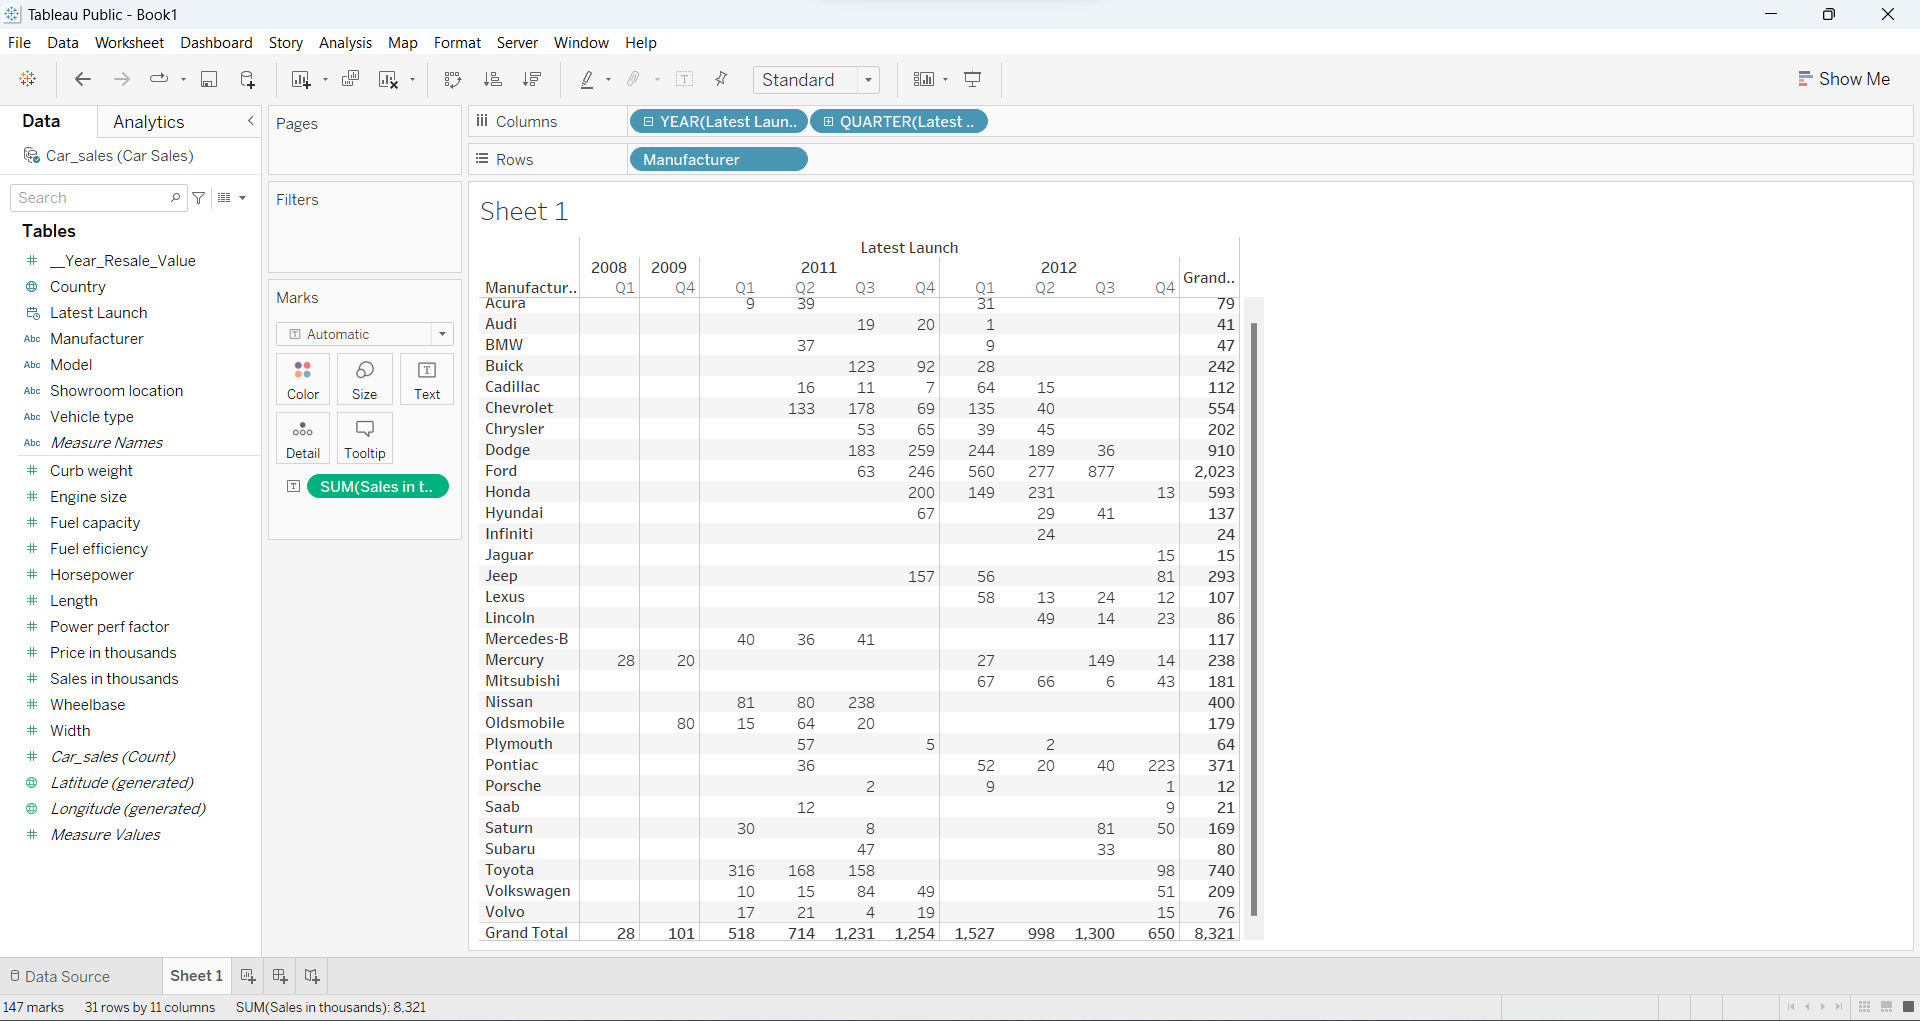 Tableau Public - Book1
File Data Worksheet Dashboard Story Analysis Map Format Server Window Help
Standard
Show Me
Data Analytics
Car_sales (Car Sales)
Search
Tables
__Year_Resale_Value
Country
Latest Launch
Abc Manufacturer
Abc Model
Abc Showroom location
Abc Vehicle type
Abc Measure Names
Curb weight
Engine size
Fuel capacity
Fuel efficiency
Horsepower
Length
Power perf factor
Price in thousands
Sales in thousands
Wheelbase
Width
Car_sales (Count)
Latitude (generated)
Longitude (generated)
Measure Values
Pages
Filters
Marks
T Automatic
Color Size Text
Detail Tooltip
T SUM(Sales in t..
Columns YEAR(Latest Laun.. QUARTER(Latest ..
Rows Manufacturer
Sheet 1
Latest Launch
2008 2009 2011 2012 Grand..
Manufactur.. Q1 Q4 Q1 Q2 Q3 Q4 Q1 Q2 Q3 Q4
Acura 9 39 31 79
Audi 19 20 1 41
BMW 37 9 47
Buick 123 92 28 242
Cadillac 16 11 7 64 15 112
Chevrolet 133 178 69 135 40 554
Chrysler 53 65 39 45 202
Dodge 183 259 244 189 36 910
Ford 63 246 560 277 877 2,023
Honda 200 149 231 13 593
Hyundai 67 29 41 137
Infiniti 24 24
Jaguar 15 15
Jeep 157 56 81 293
Lexus 58 13 24 12 107
Lincoln 49 14 23 86
Mercedes-B 40 36 41 117
Mercury 28 20 27 149 14 238
Mitsubishi 67 66 6 43 181
Nissan 81 80 238 400
Oldsmobile 80 15 64 20 179
Plymouth 57 5 2 64
Pontiac 36 52 20 40 223 371
Porsche 2 9 1 12
Saab 12 9 21
Saturn 30 8 81 50 169
Subaru 47 33 80
Toyota 316 168 158 98 740
Volkswagen 10 15 84 49 51 209
Volvo 17 21 4 19 15 76
Grand Total 28 101 518 714 1,231 1,254 1,527 998 1,300 650 8,321
Data Source Sheet 1
147 marks 31 rows by 11 columns SUM(Sales in thousands): 8,321